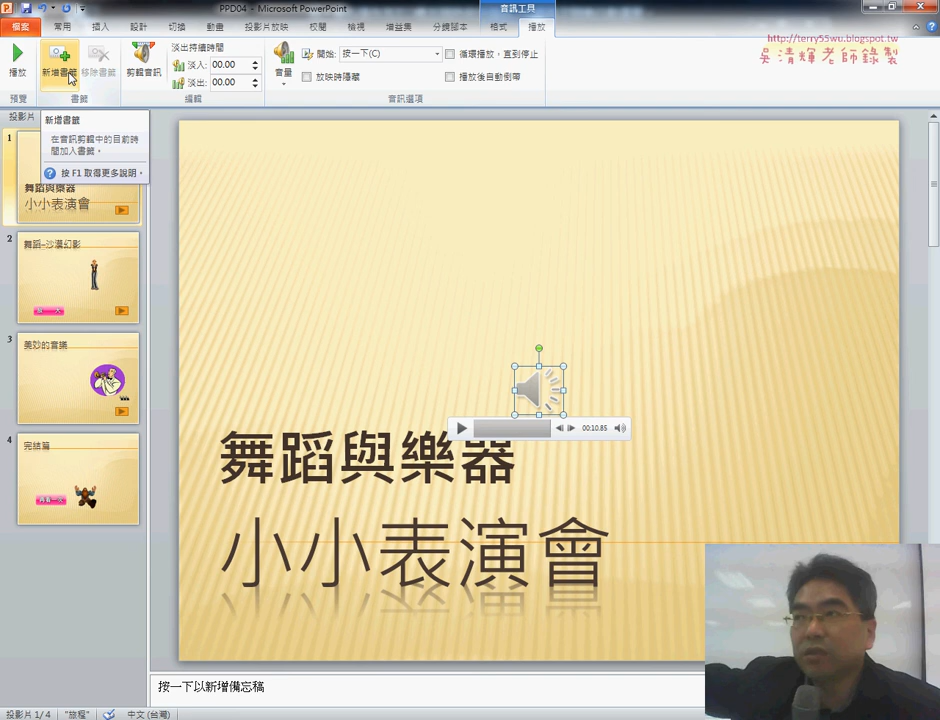 PPD04 - Microsoft PowerPoint
音訊工具
檔案 常用 插入 設計 切換 動畫 投影片放映 校閱 檢視 增益集 分鏡腳本 格式 播放
http://terry55wu.blogspot.tw
吳清輝老師錄製
播放
新增書籤
移除書籤
剪輯音訊
淡出持續時間
淡入: 00.00
淡出: 00.00
音量
開始: 按一下(C)
放映時隱藏
循環播放，直到停止
播放後自動倒帶
預覽 書籤 編輯 音訊選項
投影片
新增書籤
在音訊剪輯中的目前時
間加入書籤。
按 F1 取得更多說明。
1
舞蹈與樂器
小小表演會
2
舞蹈-沙漠幻影
3
美妙的音樂
4
完結篇
再看一次
00:10.85
舞蹈與樂器
小小表演會
按一下以新增備忘稿
投影片 1/4 "旅程" 中文 (台灣)